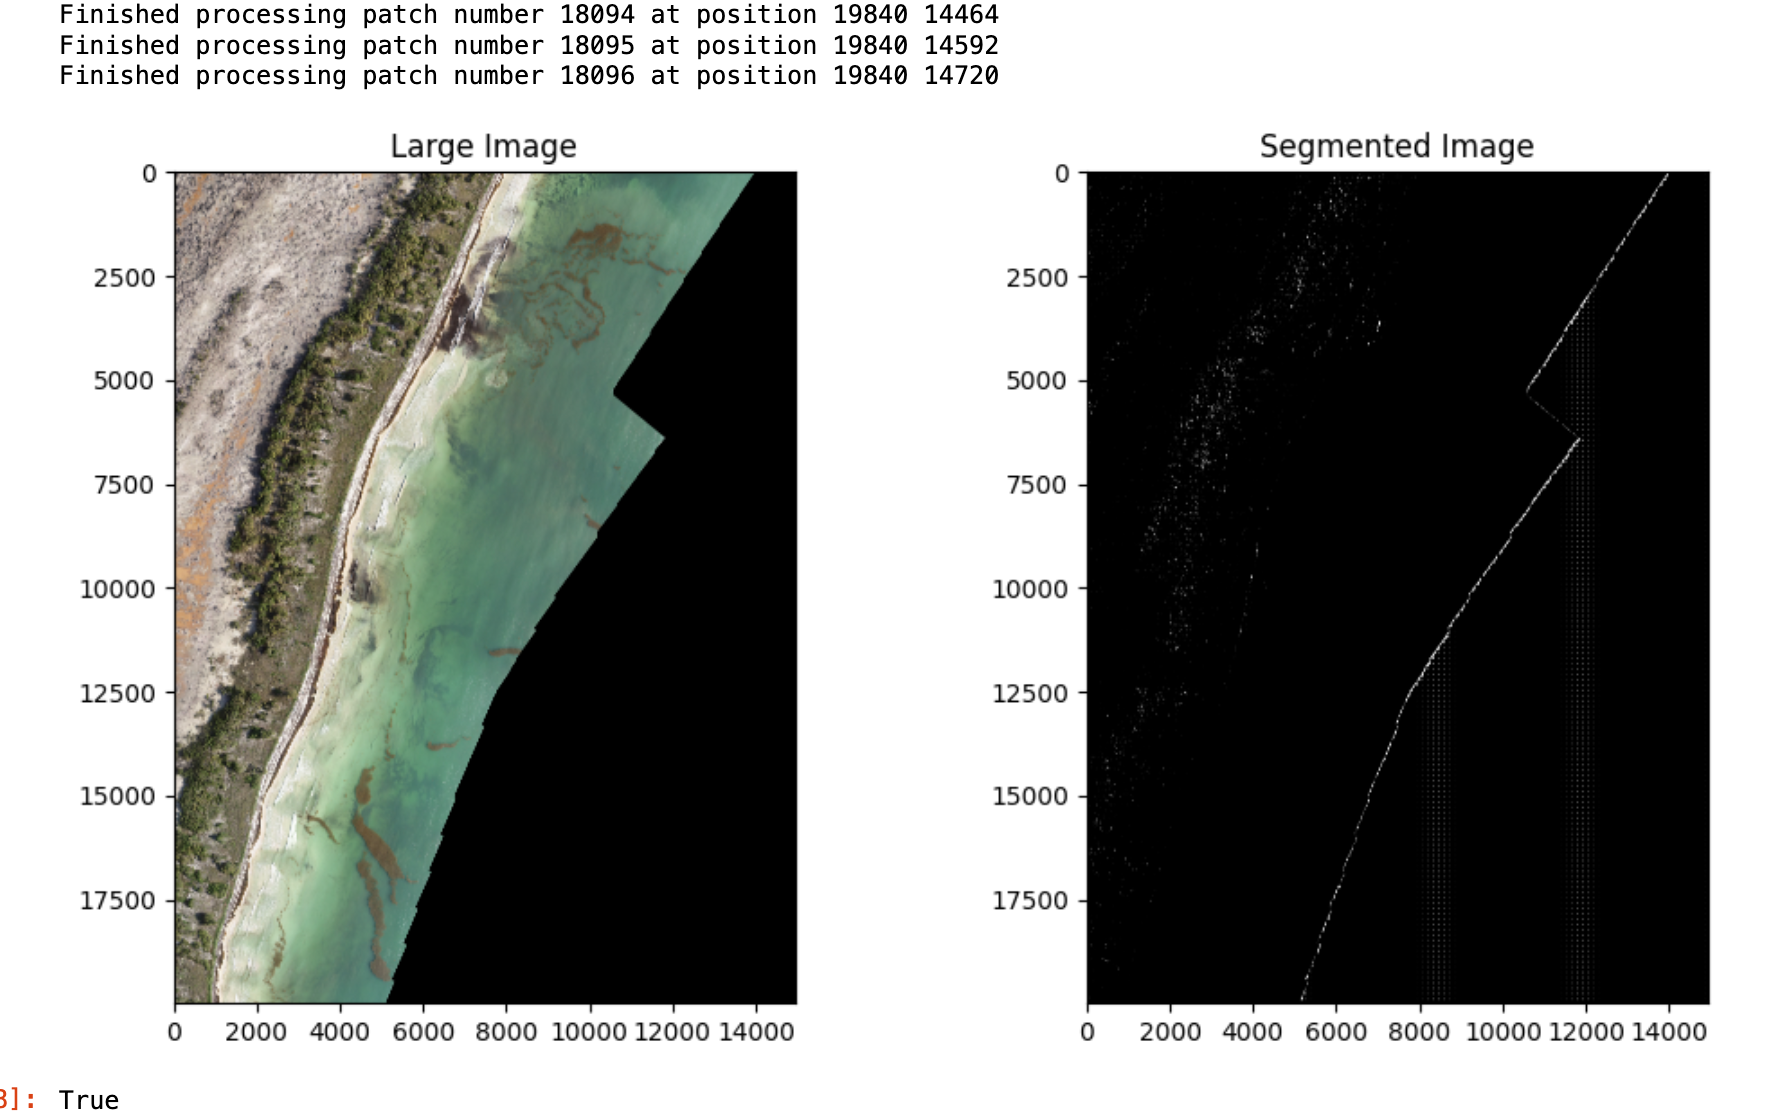 Finished processing patch number 18094 at position 19840 14464
Finished processing patch number 18095 at position 19840 14592
Finished processing patch number 18096 at position 19840 14720
Large Image
0
2500
5000
7500
10000
12500
15000
17500
0 2000 4000 6000 8000 10000 12000 14000
Segmented Image
0
2500
5000
7500
10000
12500
15000
17500
0 2000 4000 6000 8000 10000 12000 14000
]: True